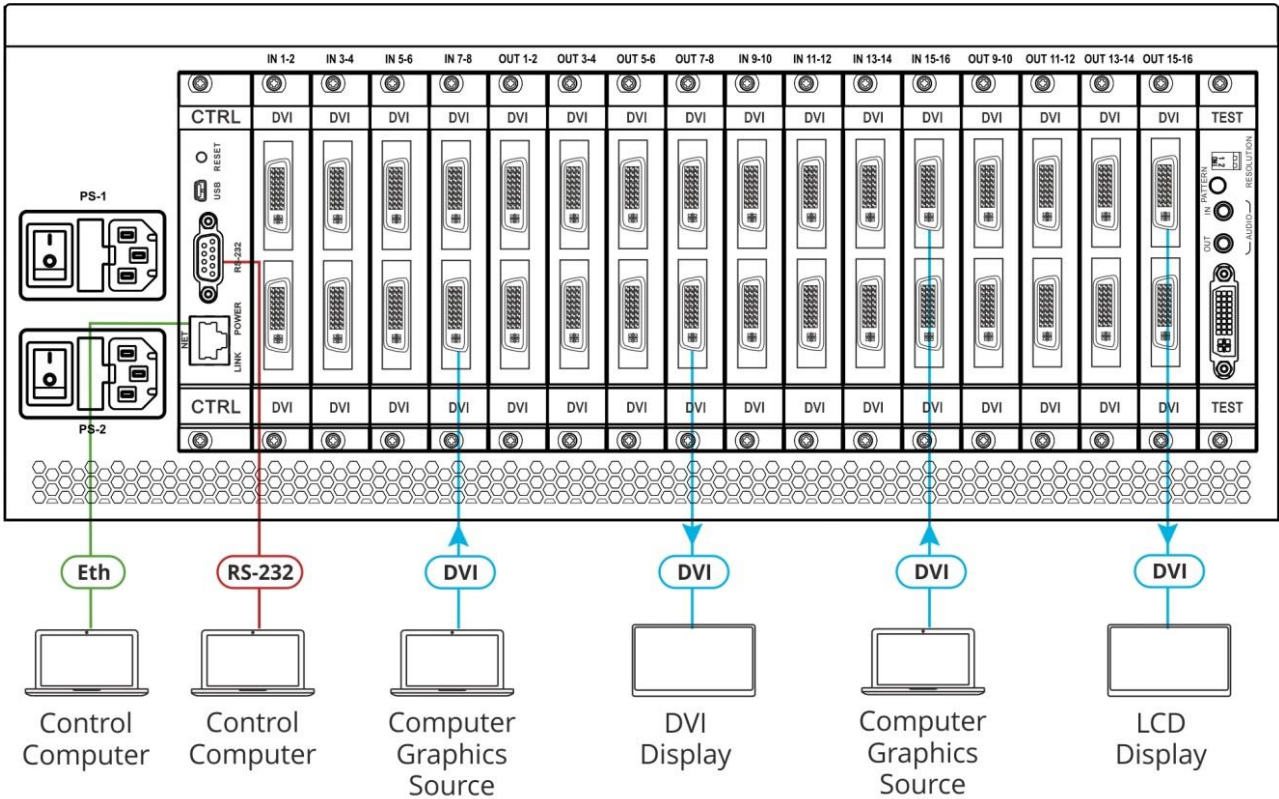 IN 1-2 IN 3-4 IN 5-6 IN 7-8 OUT 1-2 OUT 3-4 OUT 5-6 OUT 7-8 IN 9-10 IN 11-12 IN 13-14 IN 15-16 OUT 9-10 OUT 11-12 OUT 13-14 OUT 15-16
CTRL DVI DVI DVI DVI DVI DVI DVI DVI DVI DVI DVI DVI DVI DVI DVI DVI TEST
RESET
USB
RS-232
POWER
NET
LINK
PS-1
PS-2
1 2
RESOLUTION
PATTERN
IN
AUDIO
OUT
CTRL DVI DVI DVI DVI DVI DVI DVI DVI DVI DVI DVI DVI DVI DVI DVI DVI TEST
Eth RS-232 DVI DVI DVI DVI
Control
Computer
Control
Computer
Computer
Graphics
Source
DVI
Display
Computer
Graphics
Source
LCD
Display